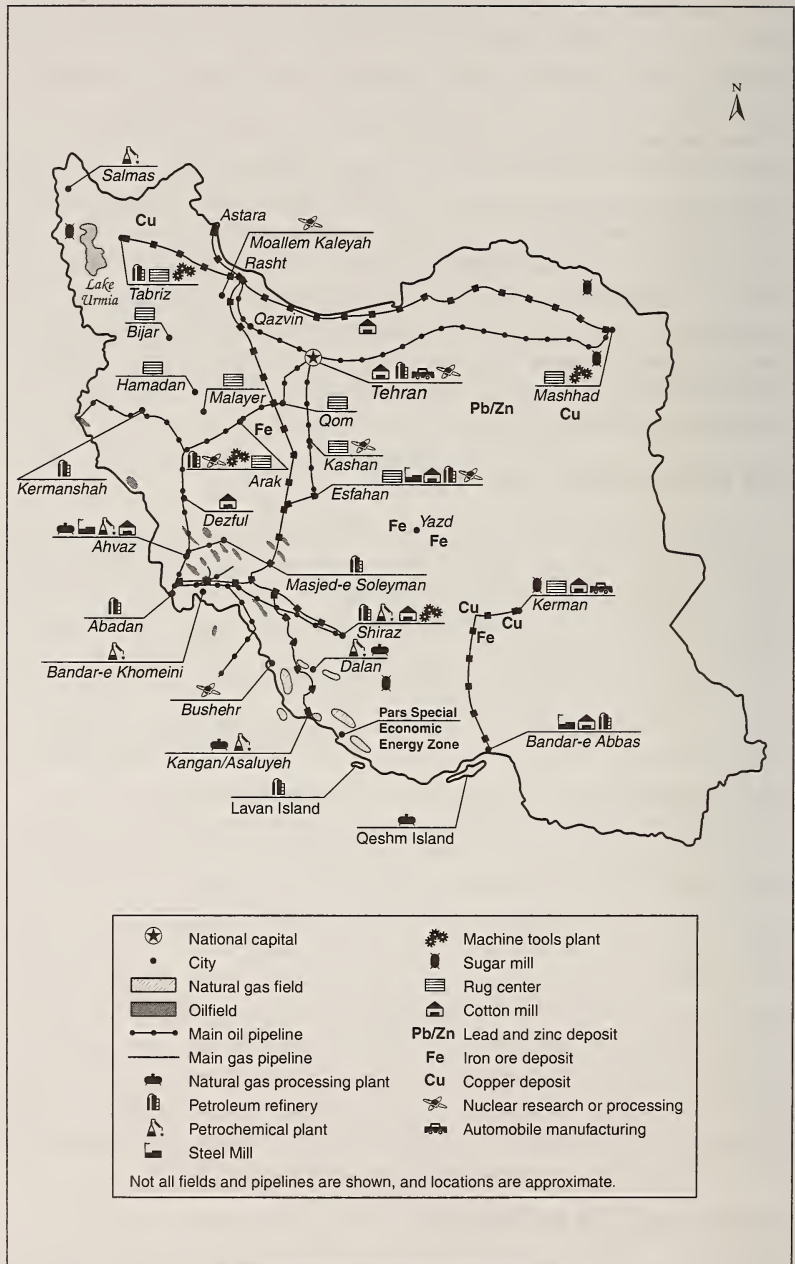 N
Salmas
Cu
Astara
Moallem Kaleyah
Rasht
Lake
Urmia
Tabriz
Qazvin
Bijar
Hamadan
Malayer
Tehran
Mashhad
Pb/Zn
Cu
Qom
Fe
Kashan
Kermanshah
Arak
Esfahan
Dezful
Fe
Yazd
Fe
Ahvaz
Masjed-e Soleyman
Abadan
Shiraz
Cu
Kerman
Cu
Fe
Bandar-e Khomeini
Dalan
Bushehr
Pars Special
Economic
Energy Zone
Bandar-e Abbas
Kangan/Asaluyeh
Lavan Island
Qeshm Island
National capital
City
Natural gas field
Oilfield
Main oil pipeline
Main gas pipeline
Natural gas processing plant
Petroleum refinery
Petrochemical plant
Steel Mill
Machine tools plant
Sugar mill
Rug center
Cotton mill
Pb/Zn Lead and zinc deposit
Fe Iron ore deposit
Cu Copper deposit
Nuclear research or processing
Automobile manufacturing
Not all fields and pipelines are shown, and locations are approximate.